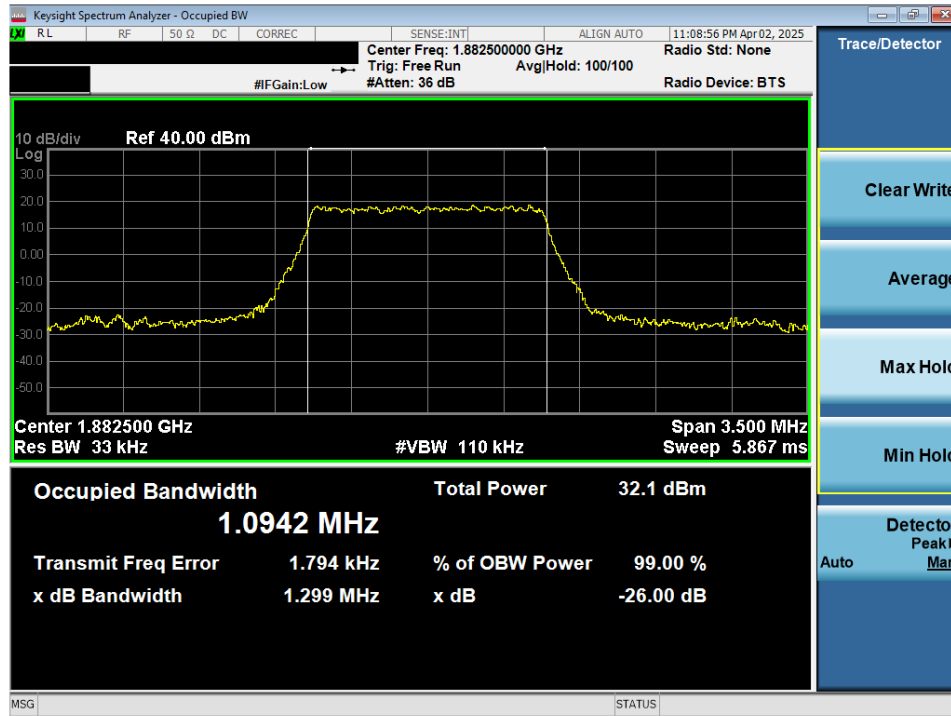 Keysight Spectrum Analyzer - Occupied BW
LXI RL RF 50 Ω DC CORREC SENSE:INT ALIGN AUTO 11:08:56 PM Apr 02, 2025
Center Freq: 1.882500000 GHz Radio Std: None
Trig: Free Run Avg|Hold: 100/100
#IFGain:Low #Atten: 36 dB Radio Device: BTS
Trace/Detector
10 dB/div Ref 40.00 dBm
Log
30.0
20.0
10.0
0.00
-10.0
-20.0
-30.0
-40.0
-50.0
Center 1.882500 GHz Span 3.500 MHz
Res BW 33 kHz #VBW 110 kHz Sweep 5.867 ms
Occupied Bandwidth Total Power 32.1 dBm
1.0942 MHz
Transmit Freq Error 1.794 kHz % of OBW Power 99.00 %
x dB Bandwidth 1.299 MHz x dB -26.00 dB
Clear Write
Average
Max Hold
Min Hold
Detector
Peak
Auto Man
MSG STATUS